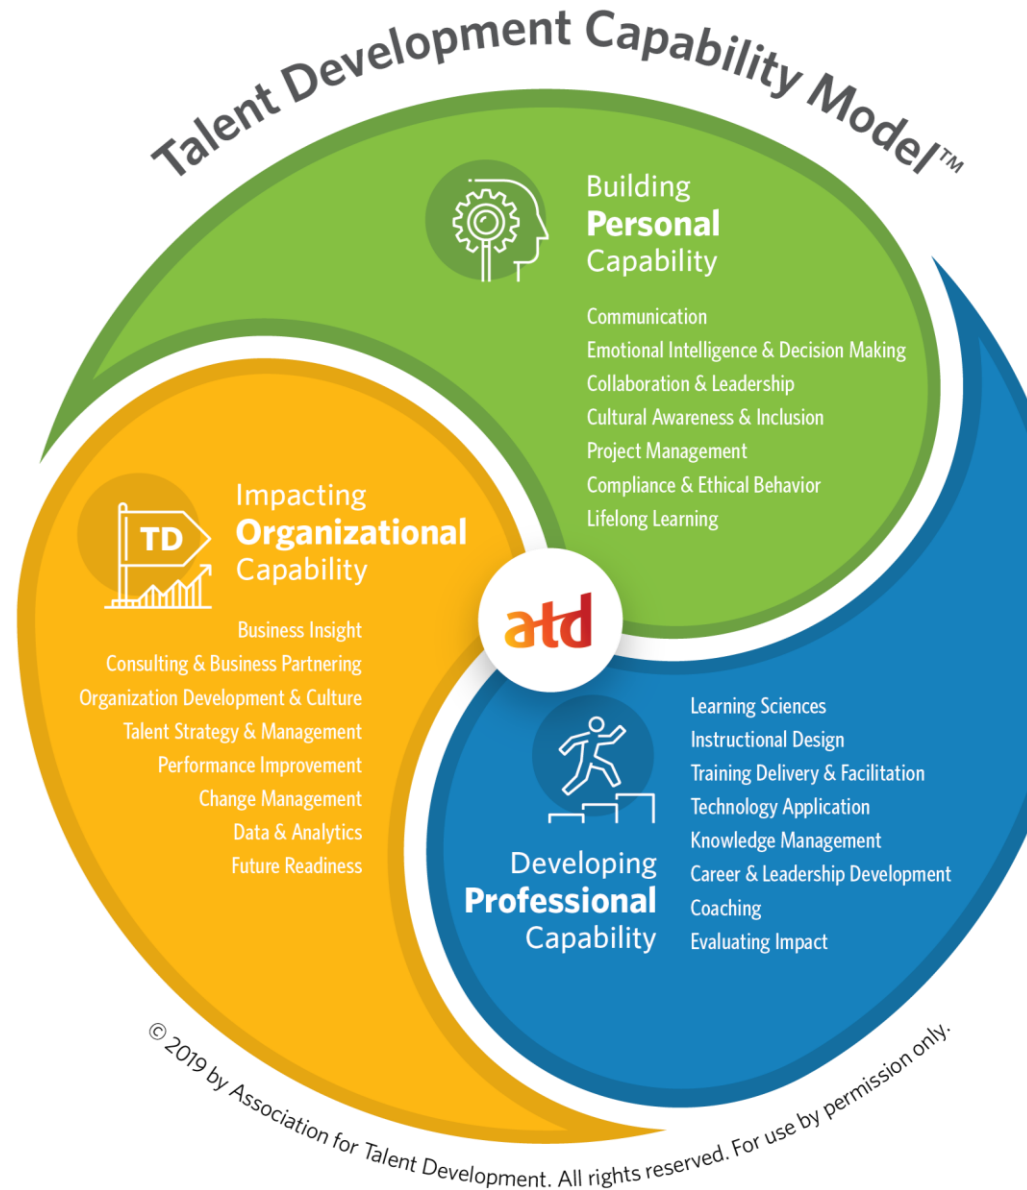 Talent Development Capability Model™
Building
Personal
Capability
Communication
Emotional Intelligence & Decision Making
Collaboration & Leadership
Cultural Awareness & Inclusion
Project Management
Compliance & Ethical Behavior
Lifelong Learning
TD
Impacting
Organizational
Capability
Business Insight
Consulting & Business Partnering
Organization Development & Culture
Talent Strategy & Management
Performance Improvement
Change Management
Data & Analytics
Future Readiness
atd
Developing
Professional
Capability
Learning Sciences
Instructional Design
Training Delivery & Facilitation
Technology Application
Knowledge Management
Career & Leadership Development
Coaching
Evaluating Impact
© 2019 by Association for Talent Development. All rights reserved. For use by permission only.